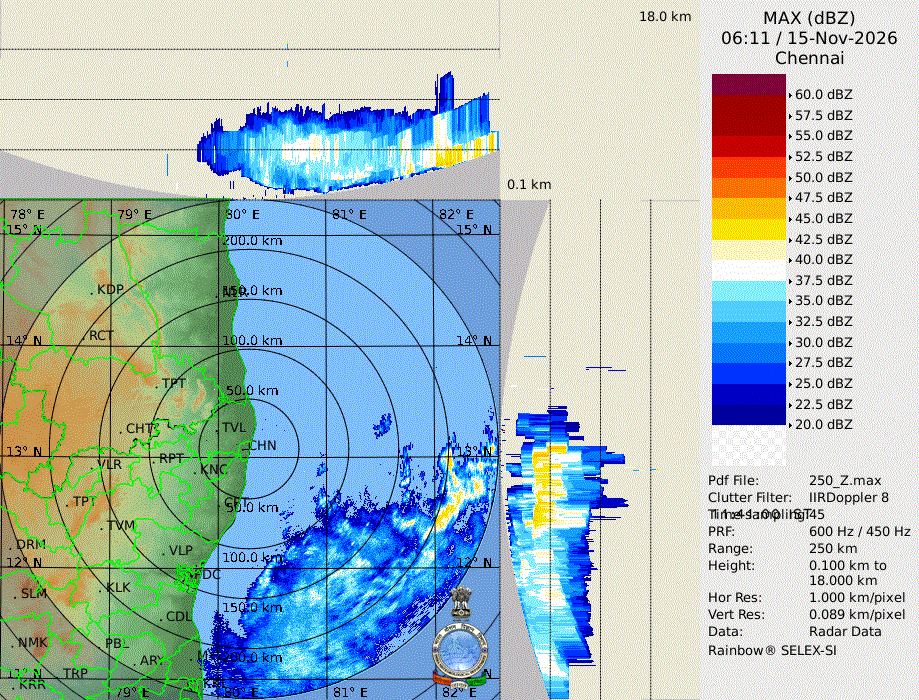 18.0 km
0.1 km
MAX (dBZ)
06:11 / 15-Nov-2026
Chennai
60.0 dBZ
57.5 dBZ
55.0 dBZ
52.5 dBZ
50.0 dBZ
47.5 dBZ
45.0 dBZ
42.5 dBZ
40.0 dBZ
37.5 dBZ
35.0 dBZ
32.5 dBZ
30.0 dBZ
27.5 dBZ
25.0 dBZ
22.5 dBZ
20.0 dBZ
Pdf File: 250_Z.max
Clutter Filter: IIRDoppler 8
Time sampling: 45
PRF: 600 Hz / 450 Hz
Range: 250 km
Height: 0.100 km to
18.000 km
Hor Res: 1.000 km/pixel
Vert Res: 0.089 km/pixel
Data: Radar Data
Rainbow® SELEX-SI
78° E 79° E 80° E 81° E 82° E
15° N 15° N
200.0 km
KDP
150.0 km
RCT
100.0 km
14° N 14° N
TPT
50.0 km
CHT TVL
CHN
13° N 13° N
VLR RPT KNC
TPT
50.0 km
TVM
DRM VLP
100.0 km
12° N 12° N
PDC
SLM KLK
150.0 km
CDL
NMK PBL
ARY
200.0 km
TRP
11° N 11° N
KRR
79° E 80° E 81° E 82° E